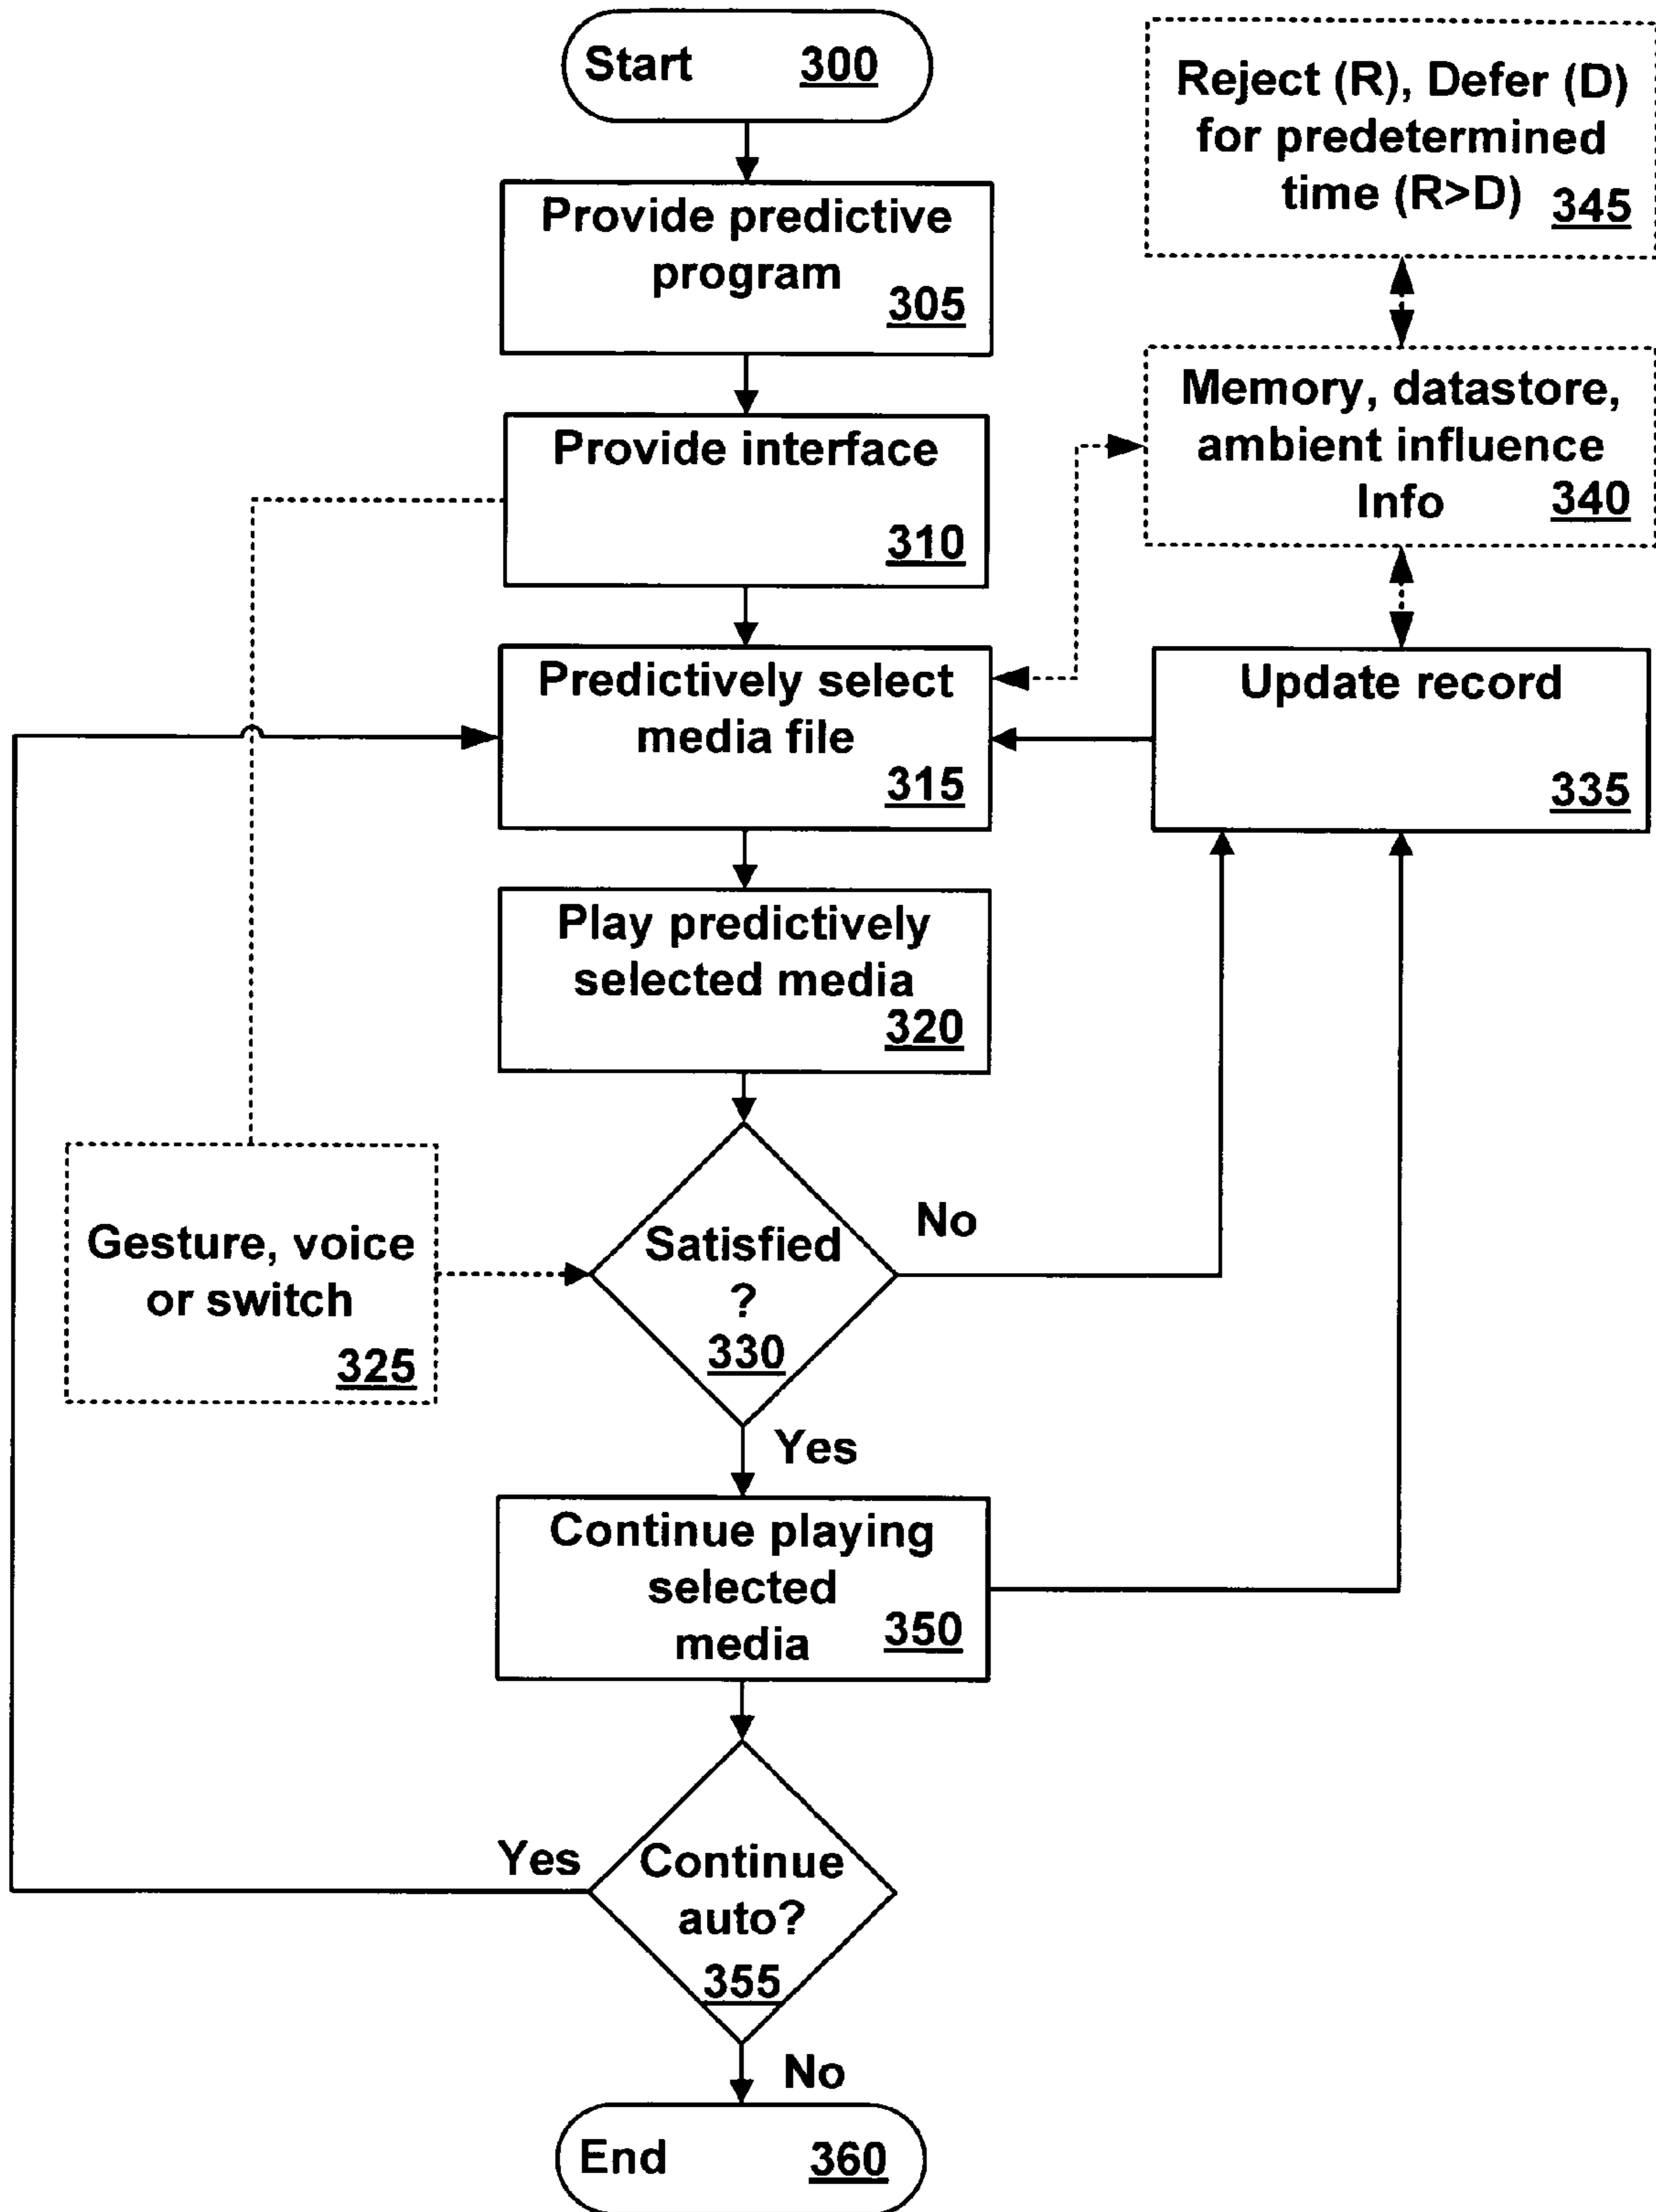 Start 300
Provide predictive
program 305
Provide interface
310
Predictively select
media file
315
Play predictively
selected media
320
Gesture, voice
or switch
325
Satisfied
?
330
No
Yes
Update record
335
Memory, datastore,
ambient influence
Info 340
Reject (R), Defer (D)
for predetermined
time (R>D) 345
Continue playing
selected
media 350
Continue
auto?
355
Yes
No
End 360